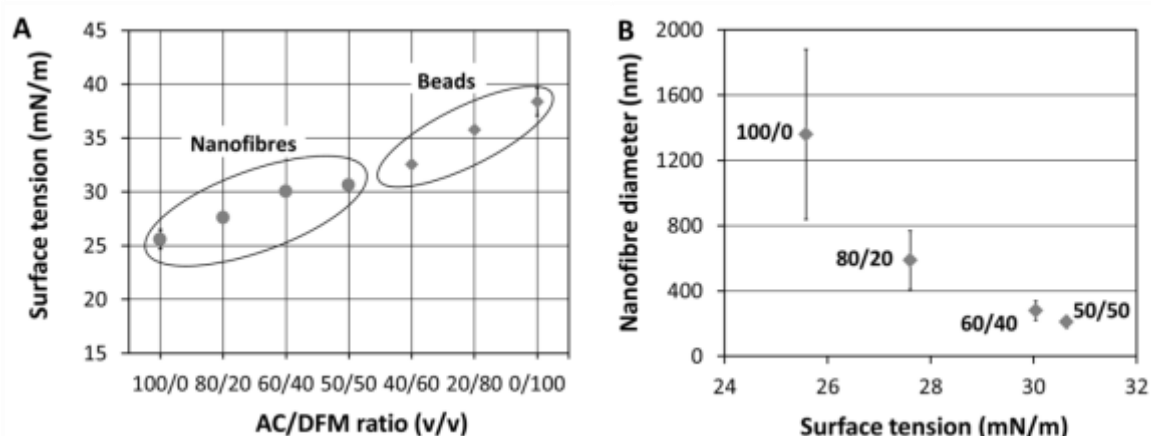 A
Surface tension (mN/m)
45
40
35
30
25
20
15
Nanofibres
Beads
100/0 80/20 60/40 50/50 40/60 20/80 0/100
AC/DFM ratio (v/v)
B
Nanofibre diameter (nm)
2000
1600
1200
800
400
0
100/0
80/20
60/40
50/50
24 26 28 30 32
Surface tension (mN/m)